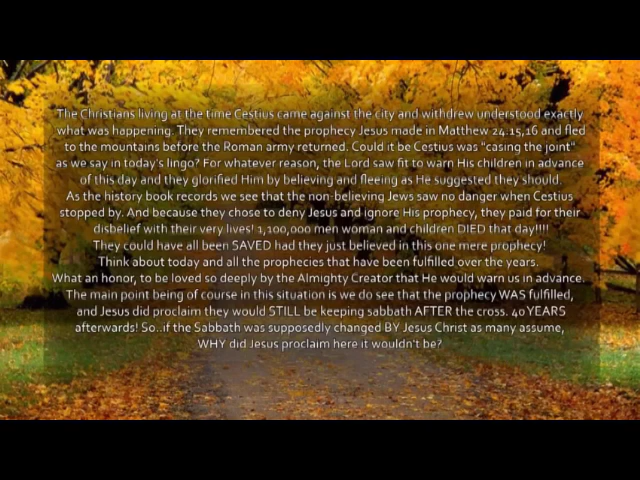 The Christians living at the time Cestius came against the city and withdrew understood exactly
what was happening. They remembered the prophecy Jesus made in Matthew 24:15,16 and fled
to the mountains before the Roman army returned. Could it be Cestius was "casing the joint"
as we say in today's lingo? For whatever reason, the Lord saw fit to warn His children in advance
of this day and they glorified Him by believing and fleeing as He suggested they should.
As the history book records we see that the non-believing Jews saw no danger when Cestius
stopped by. And because they chose to deny Jesus and ignore His prophecy, they paid for their
disbelief with their very lives! 1,100,000 men woman and children DIED that day!!!!
They could have all been SAVED had they just believed in this one mere prophecy!
Think about today and all the prophecies that have been fulfilled over the years.
What an honor, to be loved so deeply by the Almighty Creator that He would warn us in advance.
The main point being of course in this situation is we do see that the prophecy WAS fulfilled,
and Jesus did proclaim they would STILL be keeping sabbath AFTER the cross. 40 YEARS
afterwards! So..if the Sabbath was supposedly changed BY Jesus Christ as many assume,
WHY did Jesus proclaim here it wouldn't be?